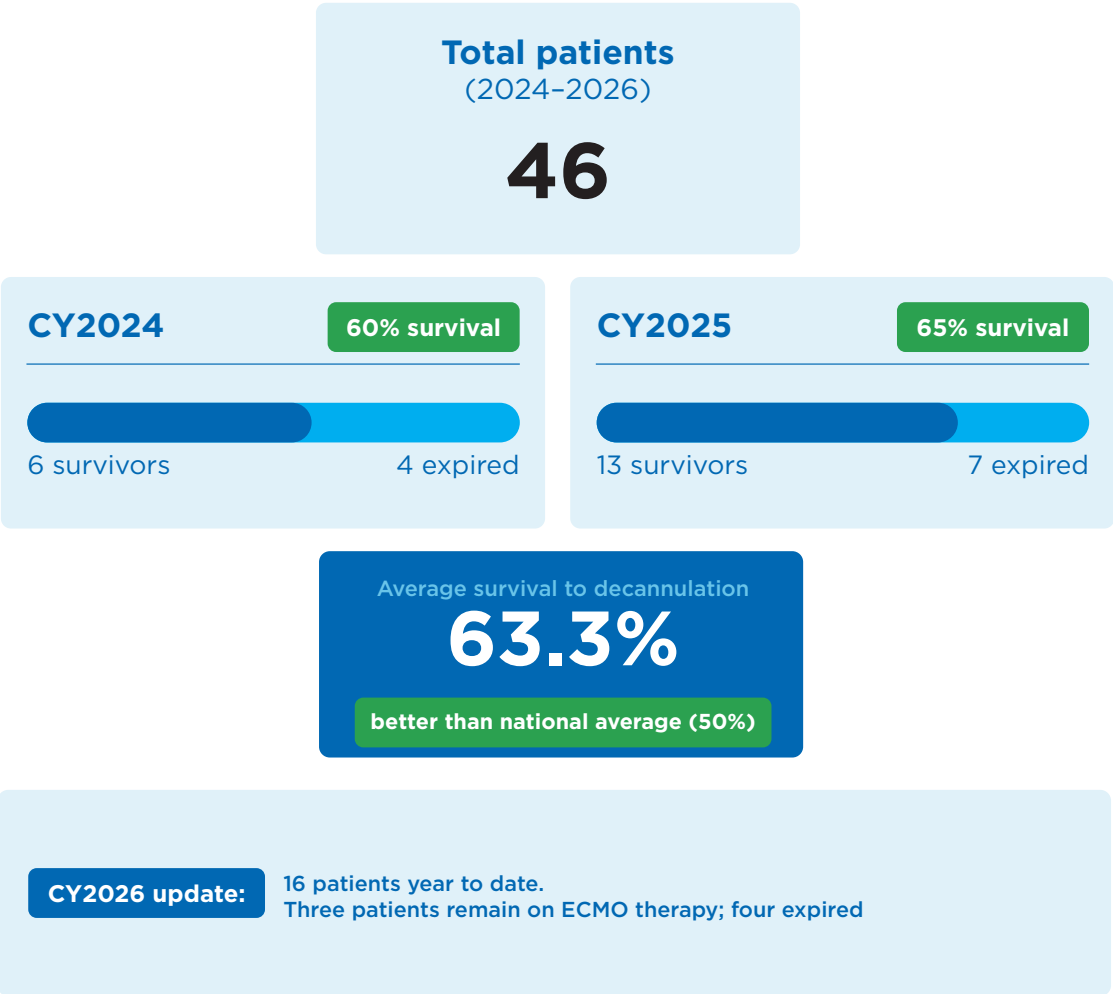 Total patients
(2024–2026)
46
CY2024
60% survival
6 survivors
4 expired
CY2025
65% survival
13 survivors
7 expired
Average survival to decannulation
63.3%
better than national average (50%)
CY2026 update:
16 patients year to date.
Three patients remain on ECMO therapy; four expired